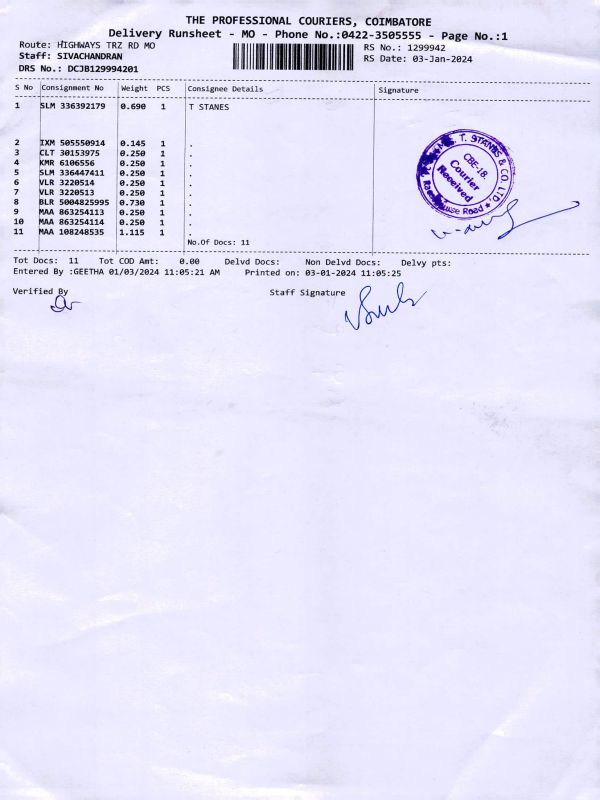 THE PROFESSIONAL COURIERS, COIMBATORE
Delivery Runsheet - MO - Phone No.:0422-3505555 - Page No.:1
Route: HIGHWAYS TRZ RD MO
RS No.: 1299942
Staff: SIVACHANDRAN
RS Date: 03-Jan-2024
DRS No.: DCJB129994201
S No Consignment No Weight PCS Consignee Details Signature
1 SLM 336392179 0.690 1 T STANES
2 IXM 505550914 0.145 1 .
3 CLT 30153975 0.250 1 .
4 KMR 6106556 0.250 1 .
5 SLM 336447411 0.250 1 .
6 VLR 3220514 0.250 1 .
7 VLR 3220513 0.250 1 .
8 BLR 5004825995 0.730 1 .
9 MAA 863254113 0.250 1 .
10 MAA 863254114 0.250 1 .
11 MAA 108248535 1.115 1 .
No.Of Docs: 11
T. STANES & CO. LTD.
CBE-18.
Courier
Received
Road
Tot Docs: 11 Tot COD Amt: 0.00 Delvd Docs: Non Delvd Docs: Delvy pts:
Entered By :GEETHA 01/03/2024 11:05:21 AM Printed on: 03-01-2024 11:05:25
Verified By Staff Signature